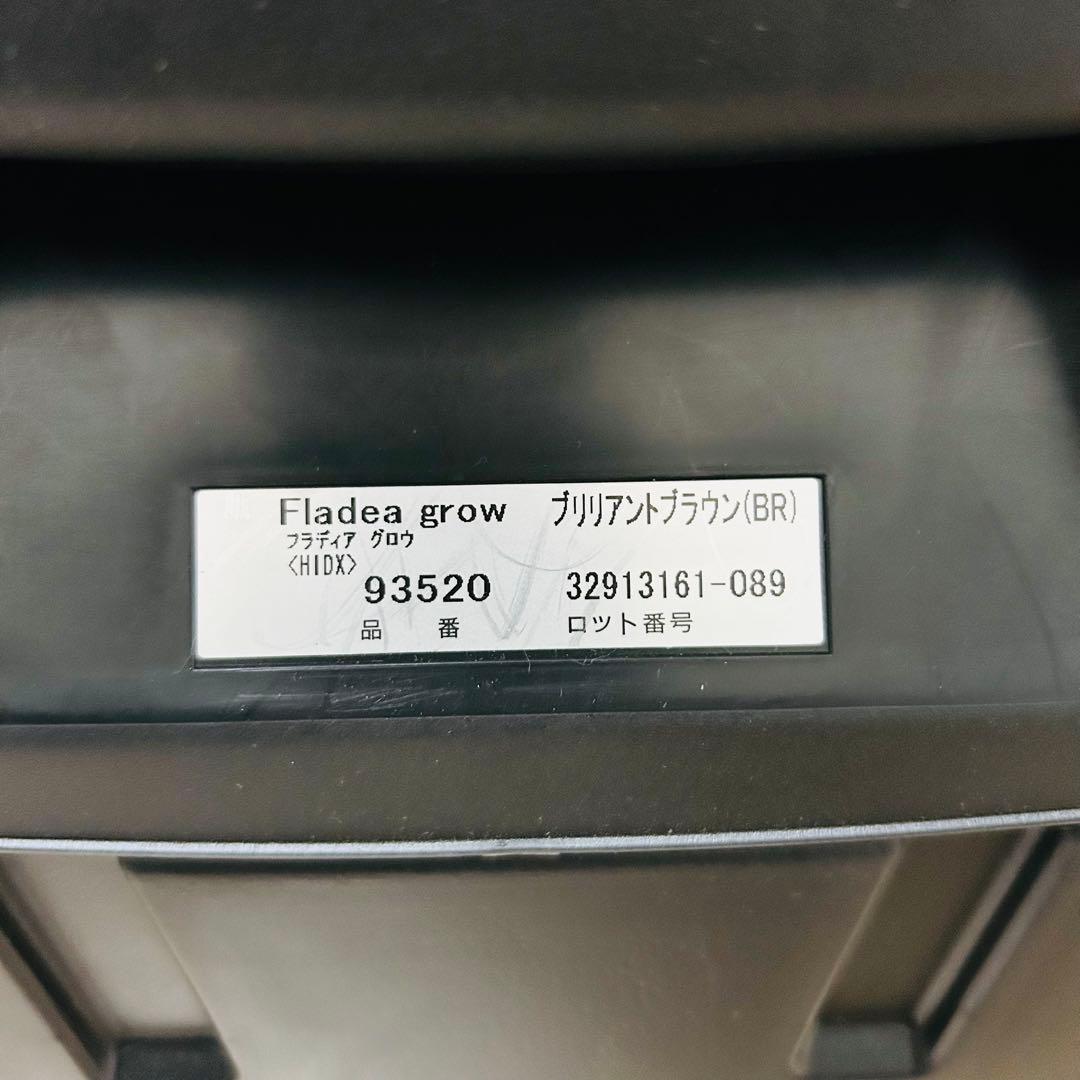 Fladea grow ブリリアントブラウン(BR)
フラディア グロウ
〈HIDX〉
93520 32913161-089
品 番 ロット番号